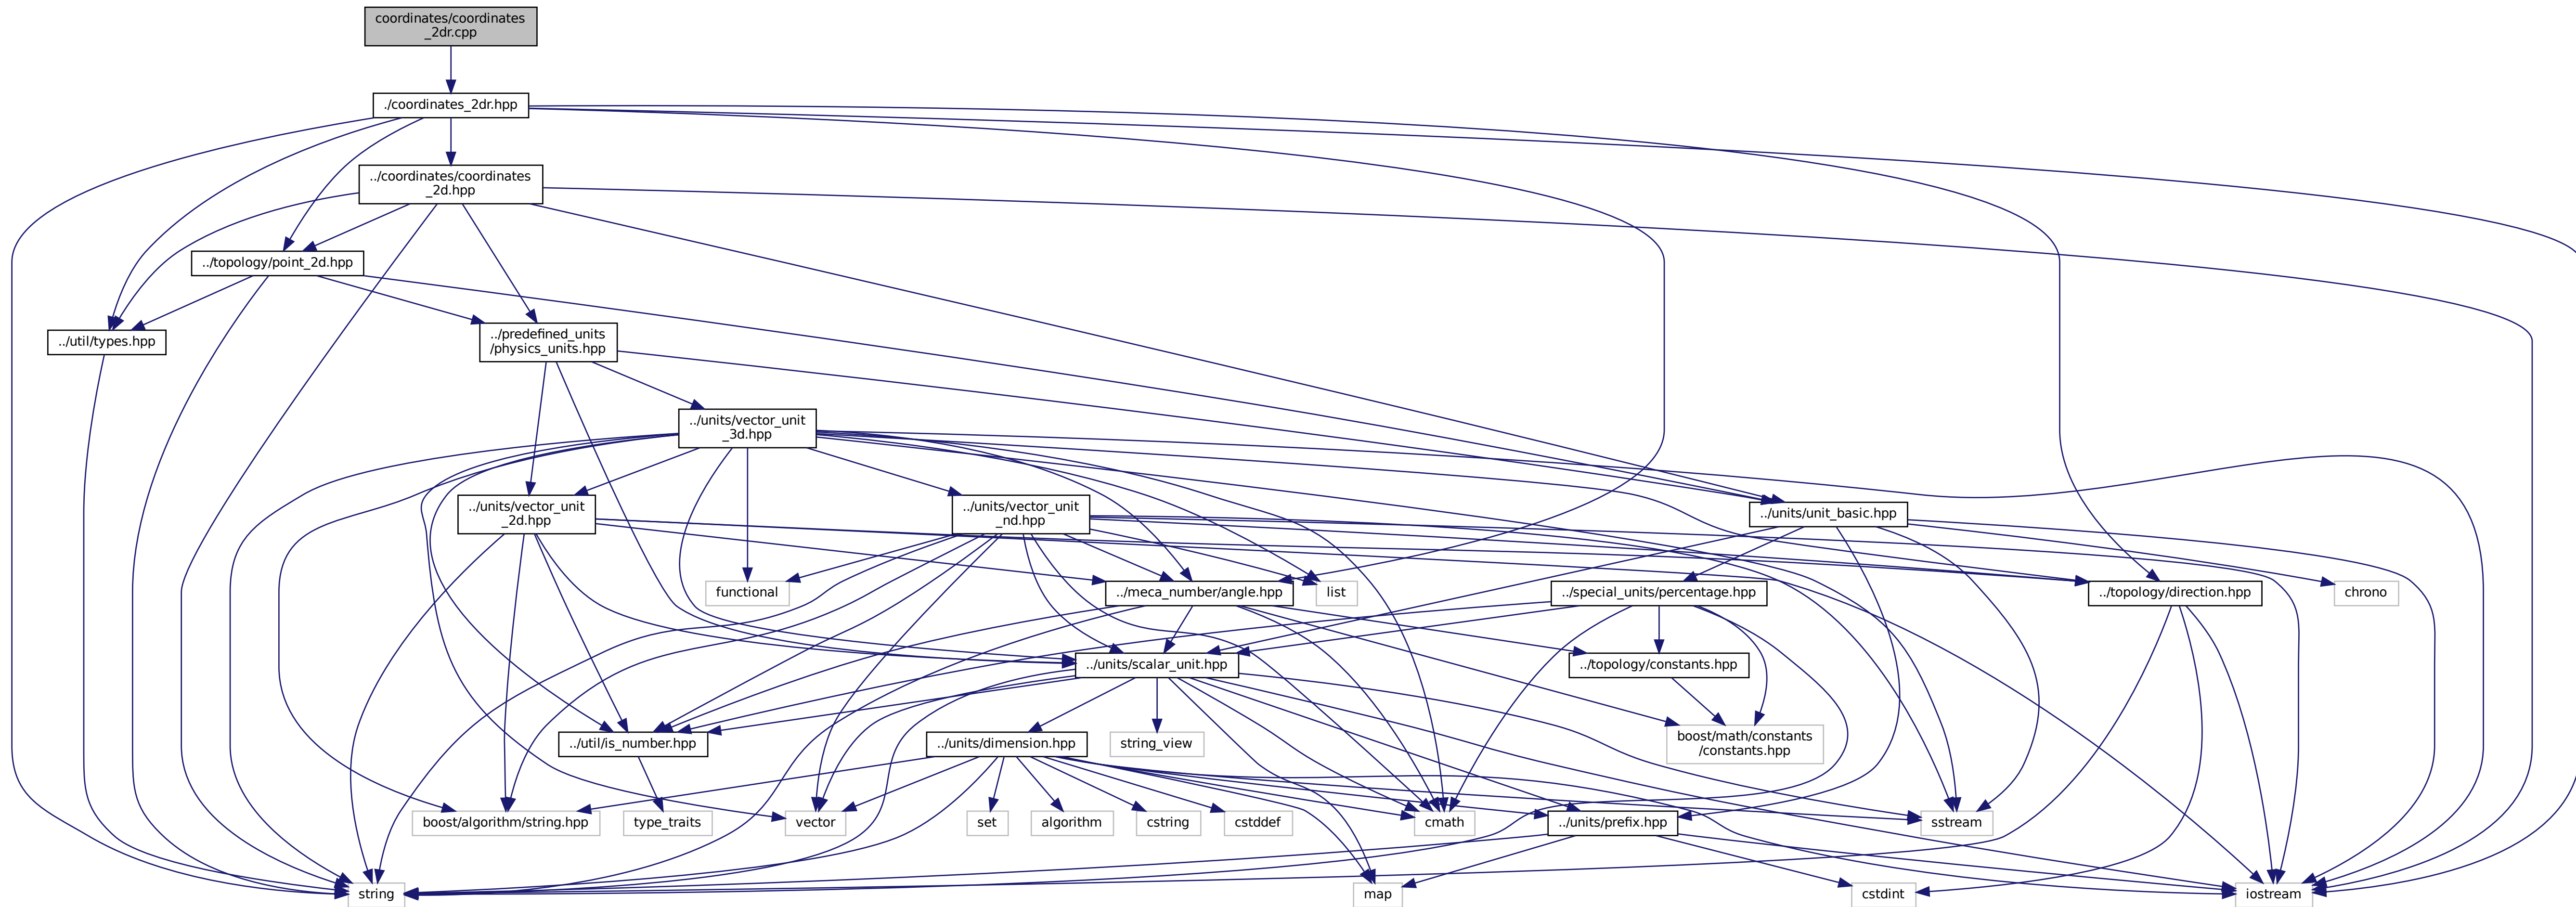 coordinates/coordinates
_2dr.cpp
./coordinates_2dr.hpp
../coordinates/coordinates
_2d.hpp
../topology/point_2d.hpp
../util/types.hpp
../predefined_units
/physics_units.hpp
../units/vector_unit
_3d.hpp
../units/vector_unit
_2d.hpp
../units/vector_unit
_nd.hpp
../units/unit_basic.hpp
functional
../meca_number/angle.hpp
list
../special_units/percentage.hpp
../topology/direction.hpp
chrono
../units/scalar_unit.hpp
../topology/constants.hpp
../util/is_number.hpp
../units/dimension.hpp
string_view
boost/math/constants
/constants.hpp
boost/algorithm/string.hpp
type_traits
vector
set
algorithm
cstring
cstddef
cmath
../units/prefix.hpp
sstream
string
map
cstdint
iostream